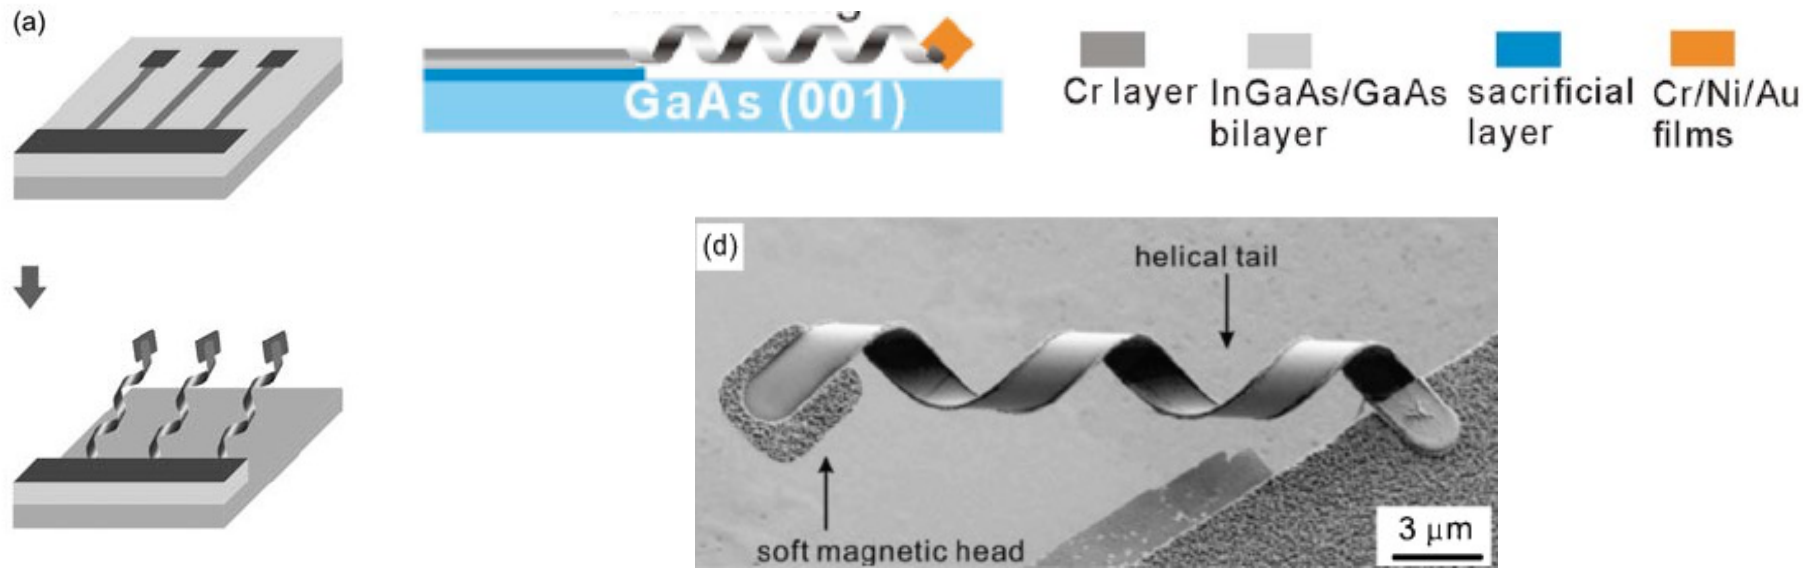 (a)
GaAs (001)
Cr layer
InGaAs/GaAs
bilayer
sacrificial
layer
Cr/Ni/Au
films
(d)
helical tail
soft magnetic head
3 μm